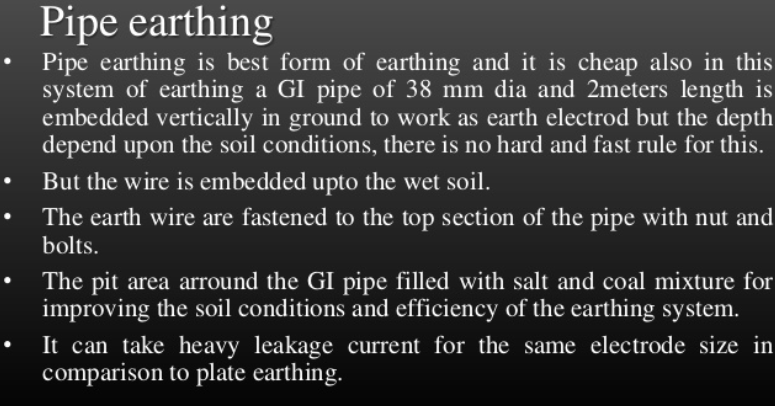 Pipe earthing
• Pipe earthing is best form of earthing and it is cheap also in this
system of earthing a GI pipe of 38 mm dia and 2meters length is
embedded vertically in ground to work as earth electrod but the depth
depend upon the soil conditions, there is no hard and fast rule for this.
• But the wire is embedded upto the wet soil.
• The earth wire are fastened to the top section of the pipe with nut and
bolts.
• The pit area arround the GI pipe filled with salt and coal mixture for
improving the soil conditions and efficiency of the earthing system.
• It can take heavy leakage current for the same electrode size in
comparison to plate earthing.